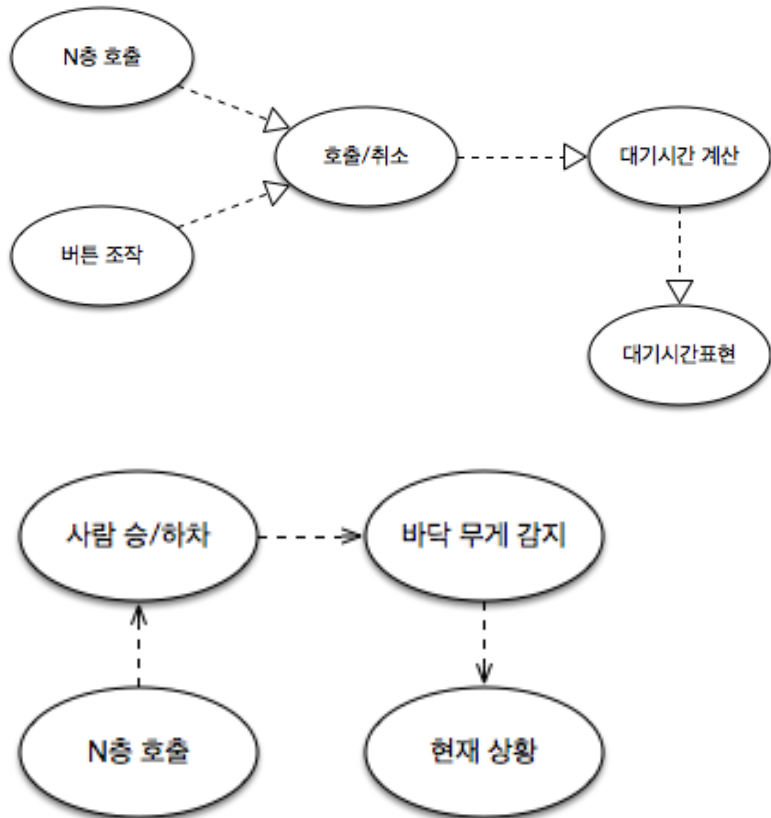 N층 호출
호출/취소
대기시간 계산
버튼 조작
대기시간표현
사람 승/하차
바닥 무게 감지
N층 호출
현재 상황